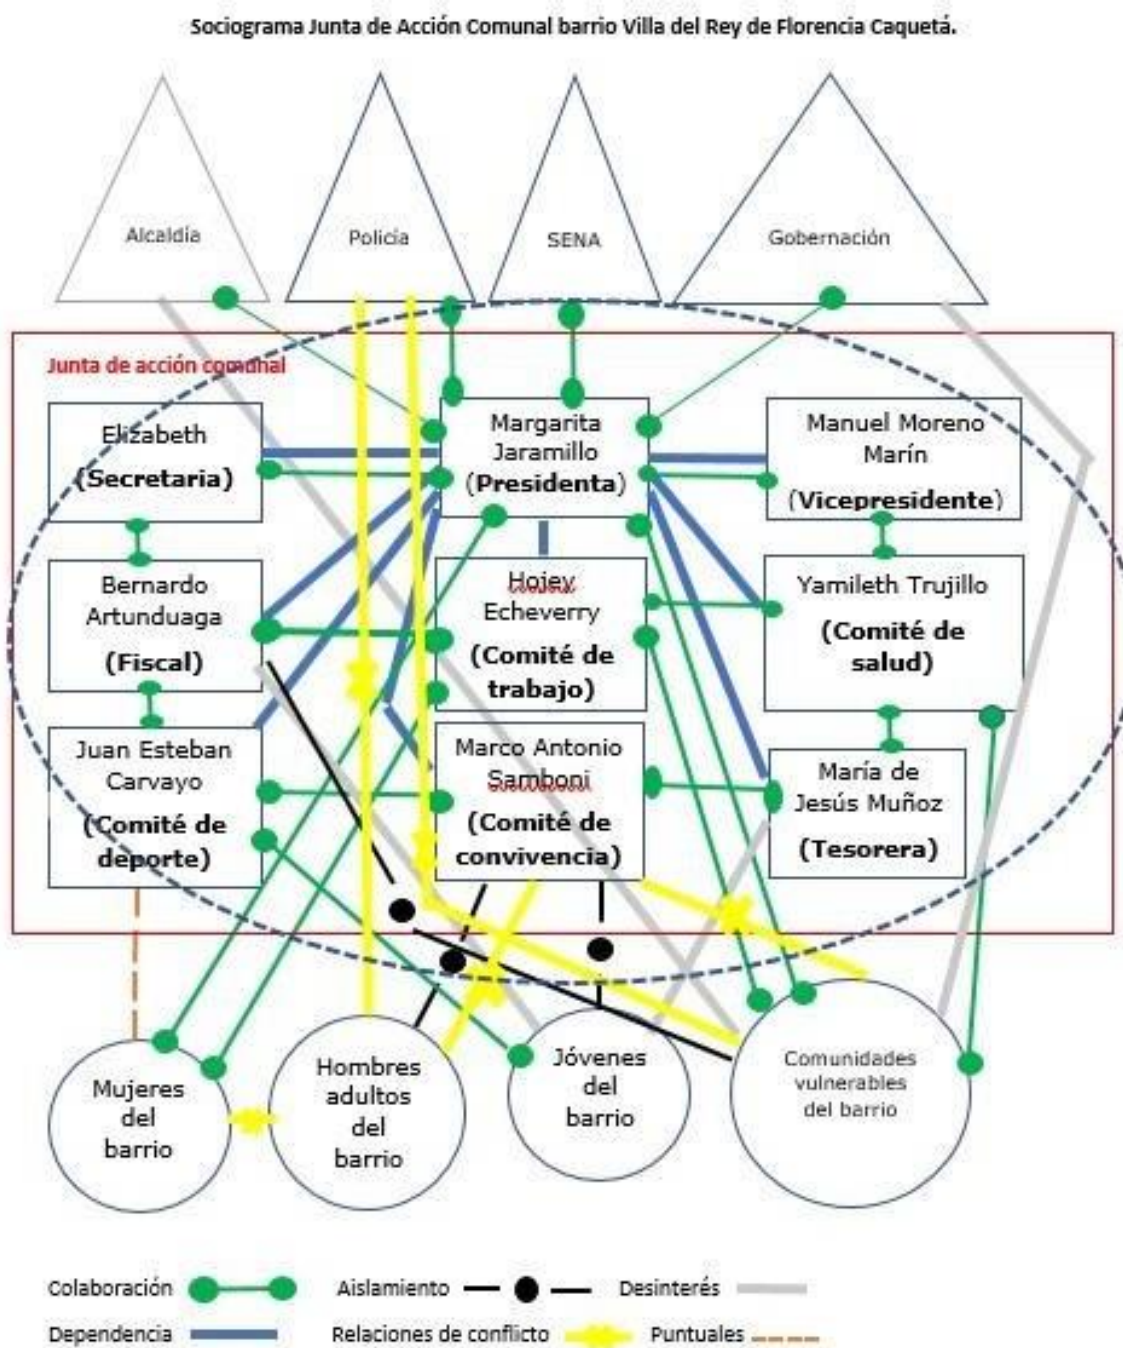 Sociograma Junta de Acción Comunal barrio Villa del Rey de Florencia Caquetá.
Alcaldía
Policía
SENA
Gobernación
Junta de acción comunal
Elizabeth
(Secretaria)
Margarita
Jaramillo
(Presidenta)
Manuel Moreno
Marín
(Vicepresidente)
Bernardo
Artunduaga
(Fiscal)
Hojey
Echeverry
(Comité de
trabajo)
Yamileth Trujillo
(Comité de
salud)
Juan Esteban
Carvayo
(Comité de
deporte)
Marco Antonio
Samboni
(Comité de
convivencia)
María de
Jesús Muñoz
(Tesorera)
Mujeres
del
barrio
Hombres
adultos
del
barrio
Jóvenes
del
barrio
Comunidades
vulnerables
del barrio
Colaboración
Aislamiento
Desinterés
Dependencia
Relaciones de conflicto
Puntuales